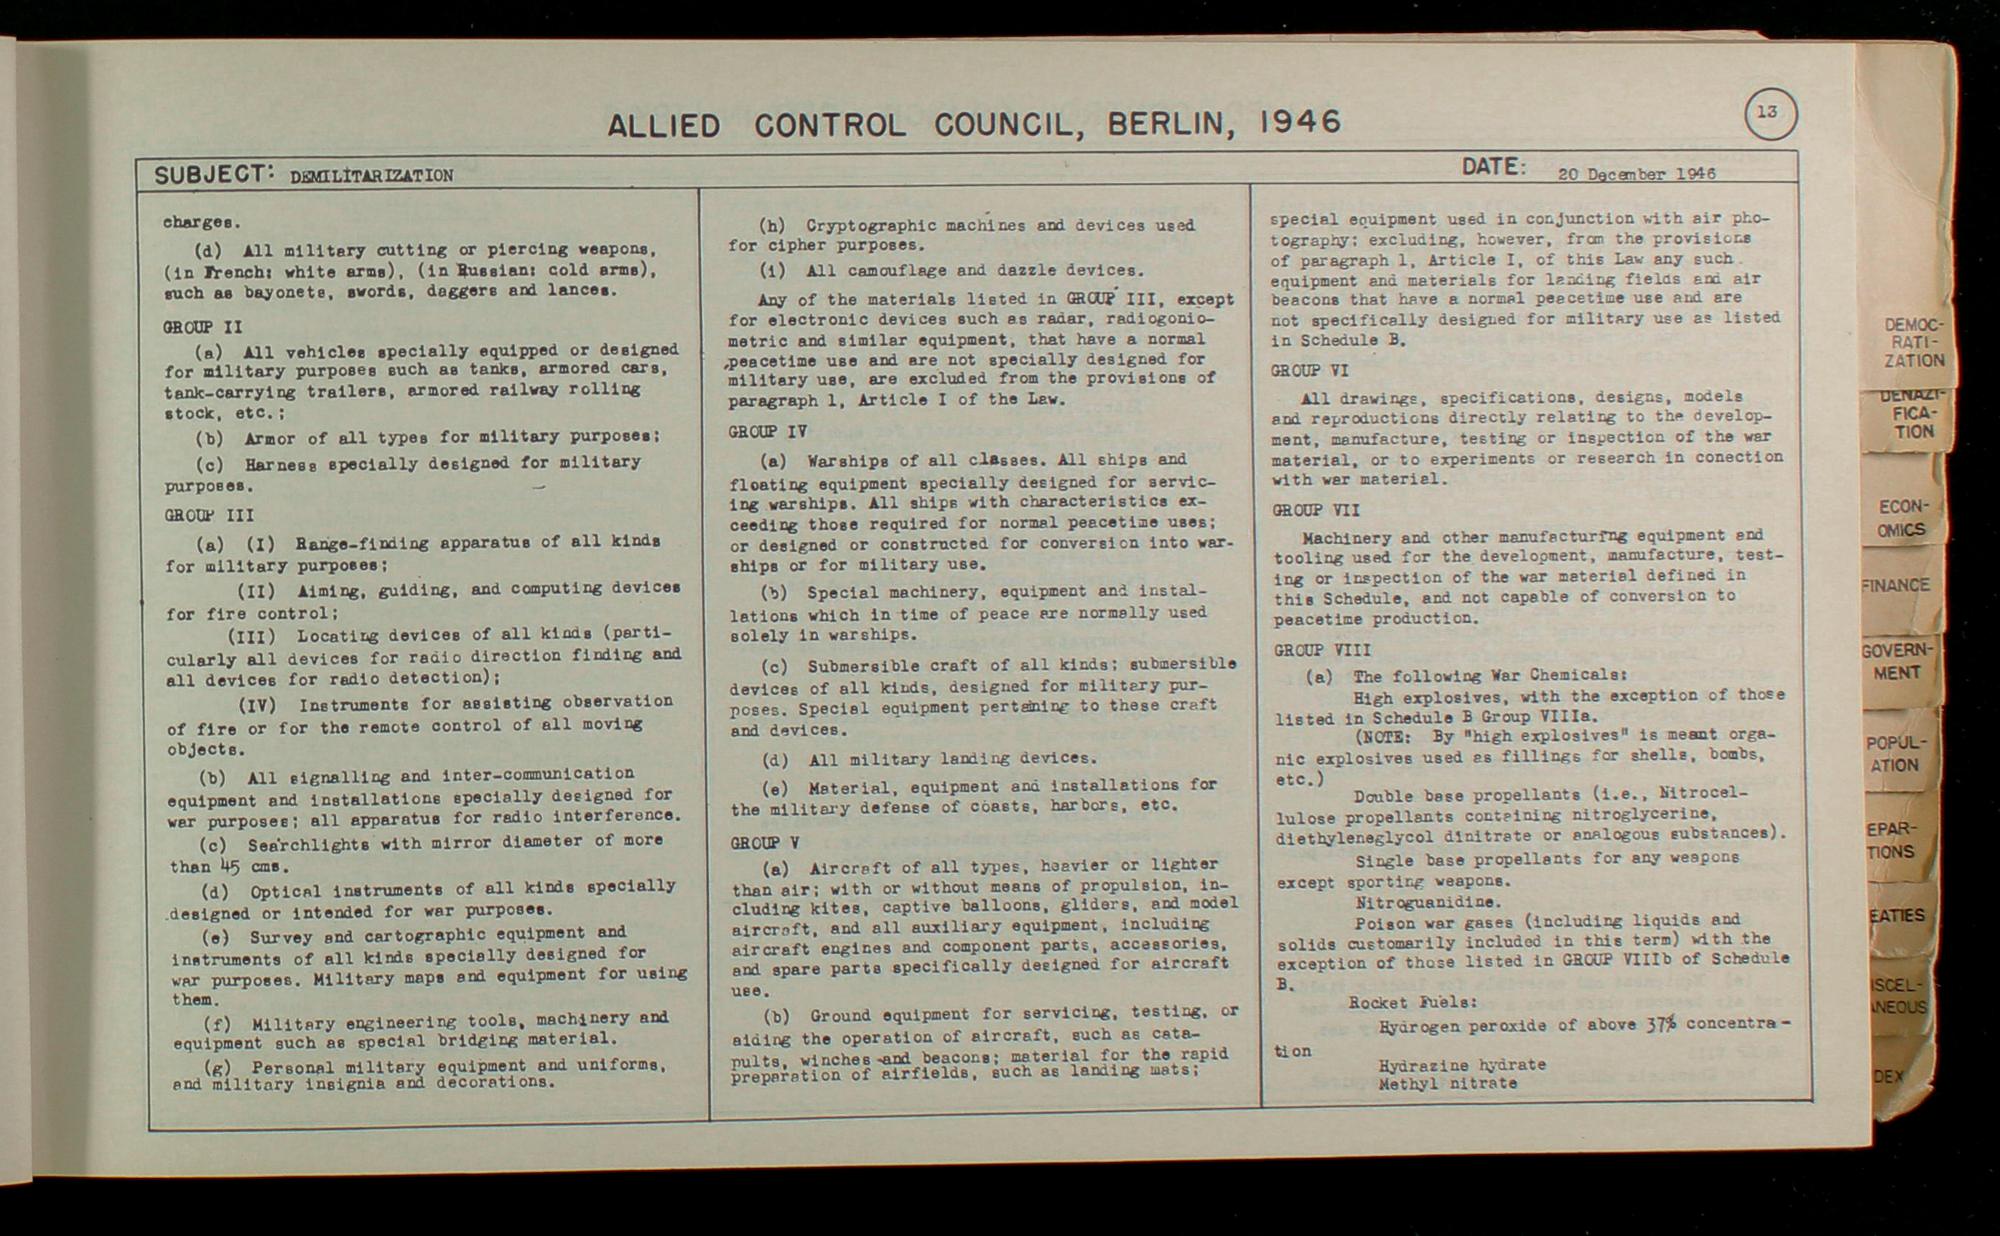 ALLIED CONTROL COUNCIL, BERLIN, 1946
13
SUBJECT: DEMILITARIZATION
DATE: 20 December 1946
charges.
(d) All military cutting or piercing weapons,
(in French: white arms), (in Russian: cold arms),
such as bayonets, swords, daggers and lances.
GROUP II
(a) All vehicles specially equipped or designed
for military purposes such as tanks, armored cars,
tank-carrying trailers, armored railway rolling
stock, etc.;
(b) Armor of all types for military purposes;
(c) Harness specially designed for military
purposes.
GROUP III
(a) (I) Range-finding apparatus of all kinds
for military purposes;
(II) Aiming, guiding, and computing devices
for fire control;
(III) Locating devices of all kinds (parti-
cularly all devices for radio direction finding and
all devices for radio detection);
(IV) Instruments for assisting observation
of fire or for the remote control of all moving
objects.
(b) All signalling and inter-communication
equipment and installations specially designed for
war purposes; all apparatus for radio interference.
(c) Searchlights with mirror diameter of more
than 45 cms.
(d) Optical instruments of all kinds specially
designed or intended for war purposes.
(e) Survey and cartographic equipment and
instruments of all kinds specially designed for
war purposes. Military maps and equipment for using
them.
(f) Military engineering tools, machinery and
equipment such as special bridging material.
(g) Personal military equipment and uniforms,
and military insignia and decorations.
(h) Cryptographic machines and devices used
for cipher purposes.
(i) All camouflage and dazzle devices.
Any of the materials listed in GROUP III, except
for electronic devices such as radar, radiogonio-
metric and similar equipment, that have a normal
peacetime use and are not specially designed for
military use, are excluded from the provisions of
paragraph 1, Article I of the Law.
GROUP IV
(a) Warships of all classes. All ships and
floating equipment specially designed for servic-
ing warships. All ships with characteristics ex-
ceeding those required for normal peacetime uses;
or designed or constructed for conversion into war-
ships or for military use.
(b) Special machinery, equipment and instal-
lations which in time of peace are normally used
solely in warships.
(c) Submersible craft of all kinds; submersible
devices of all kinds, designed for military pur-
poses. Special equipment pertaining to these craft
and devices.
(d) All military landing devices.
(e) Material, equipment and installations for
the military defense of coasts, harbors, etc.
GROUP V
(a) Aircraft of all types, heavier or lighter
than air; with or without means of propulsion, in-
cluding kites, captive balloons, gliders, and model
aircraft, and all auxiliary equipment, including
aircraft engines and component parts, accessories,
and spare parts specifically designed for aircraft
use.
(b) Ground equipment for servicing, testing, or
aiding the operation of aircraft, such as cata-
pults, winches and beacons; material for the rapid
preparation of airfields, such as landing mats;
special equipment used in conjunction with air pho-
tography; excluding, however, from the provisions
of paragraph 1, Article I, of this Law any such
equipment and materials for landing fields and air
beacons that have a normal peacetime use and are
not specifically designed for military use as listed
in Schedule B.
GROUP VI
All drawings, specifications, designs, models
and reproductions directly relating to the develop-
ment, manufacture, testing or inspection of the war
material, or to experiments or research in conection
with war material.
GROUP VII
Machinery and other manufacturing equipment and
tooling used for the development, manufacture, test-
ing or inspection of the war material defined in
this Schedule, and not capable of conversion to
peacetime production.
GROUP VIII
(a) The following War Chemicals:
High explosives, with the exception of those
listed in Schedule B Group VIIIa.
(NOTE: By "high explosives" is meant orga-
nic explosives used as fillings for shells, bombs,
etc.)
Double base propellants (i.e., Nitrocel-
lulose propellants containing nitroglycerine,
diethyleneglycol dinitrate or analogous substances).
Single base propellants for any weapons
except sporting weapons.
Nitroguanidine.
Poison war gases (including liquids and
solids customarily included in this term) with the
exception of those listed in GROUP VIIIb of Schedule
B.
Rocket Fuels:
Hydrogen peroxide of above 37% concentra-
tion
Hydrazine hydrate
Methyl nitrate
DEMOC-
RATI-
ZATION
DENAZI-
FICA-
TION
ECON-
OMICS
FINANCE
GOVERN-
MENT
POPUL-
ATION
EPAR-
TIONS
EATIES
ISCEL-
ANEOUS
DEX